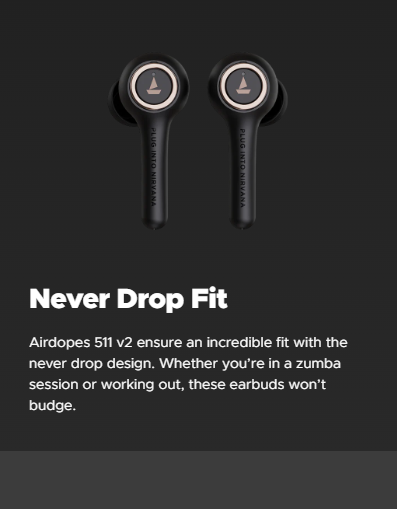 PLUG INTO NIRVANA
PLUG INTO NIRVANA
Never Drop Fit
Airdopes 511 v2 ensure an incredible fit with the
never drop design. Whether you're in a zumba
session or working out, these earbuds won't
budge.